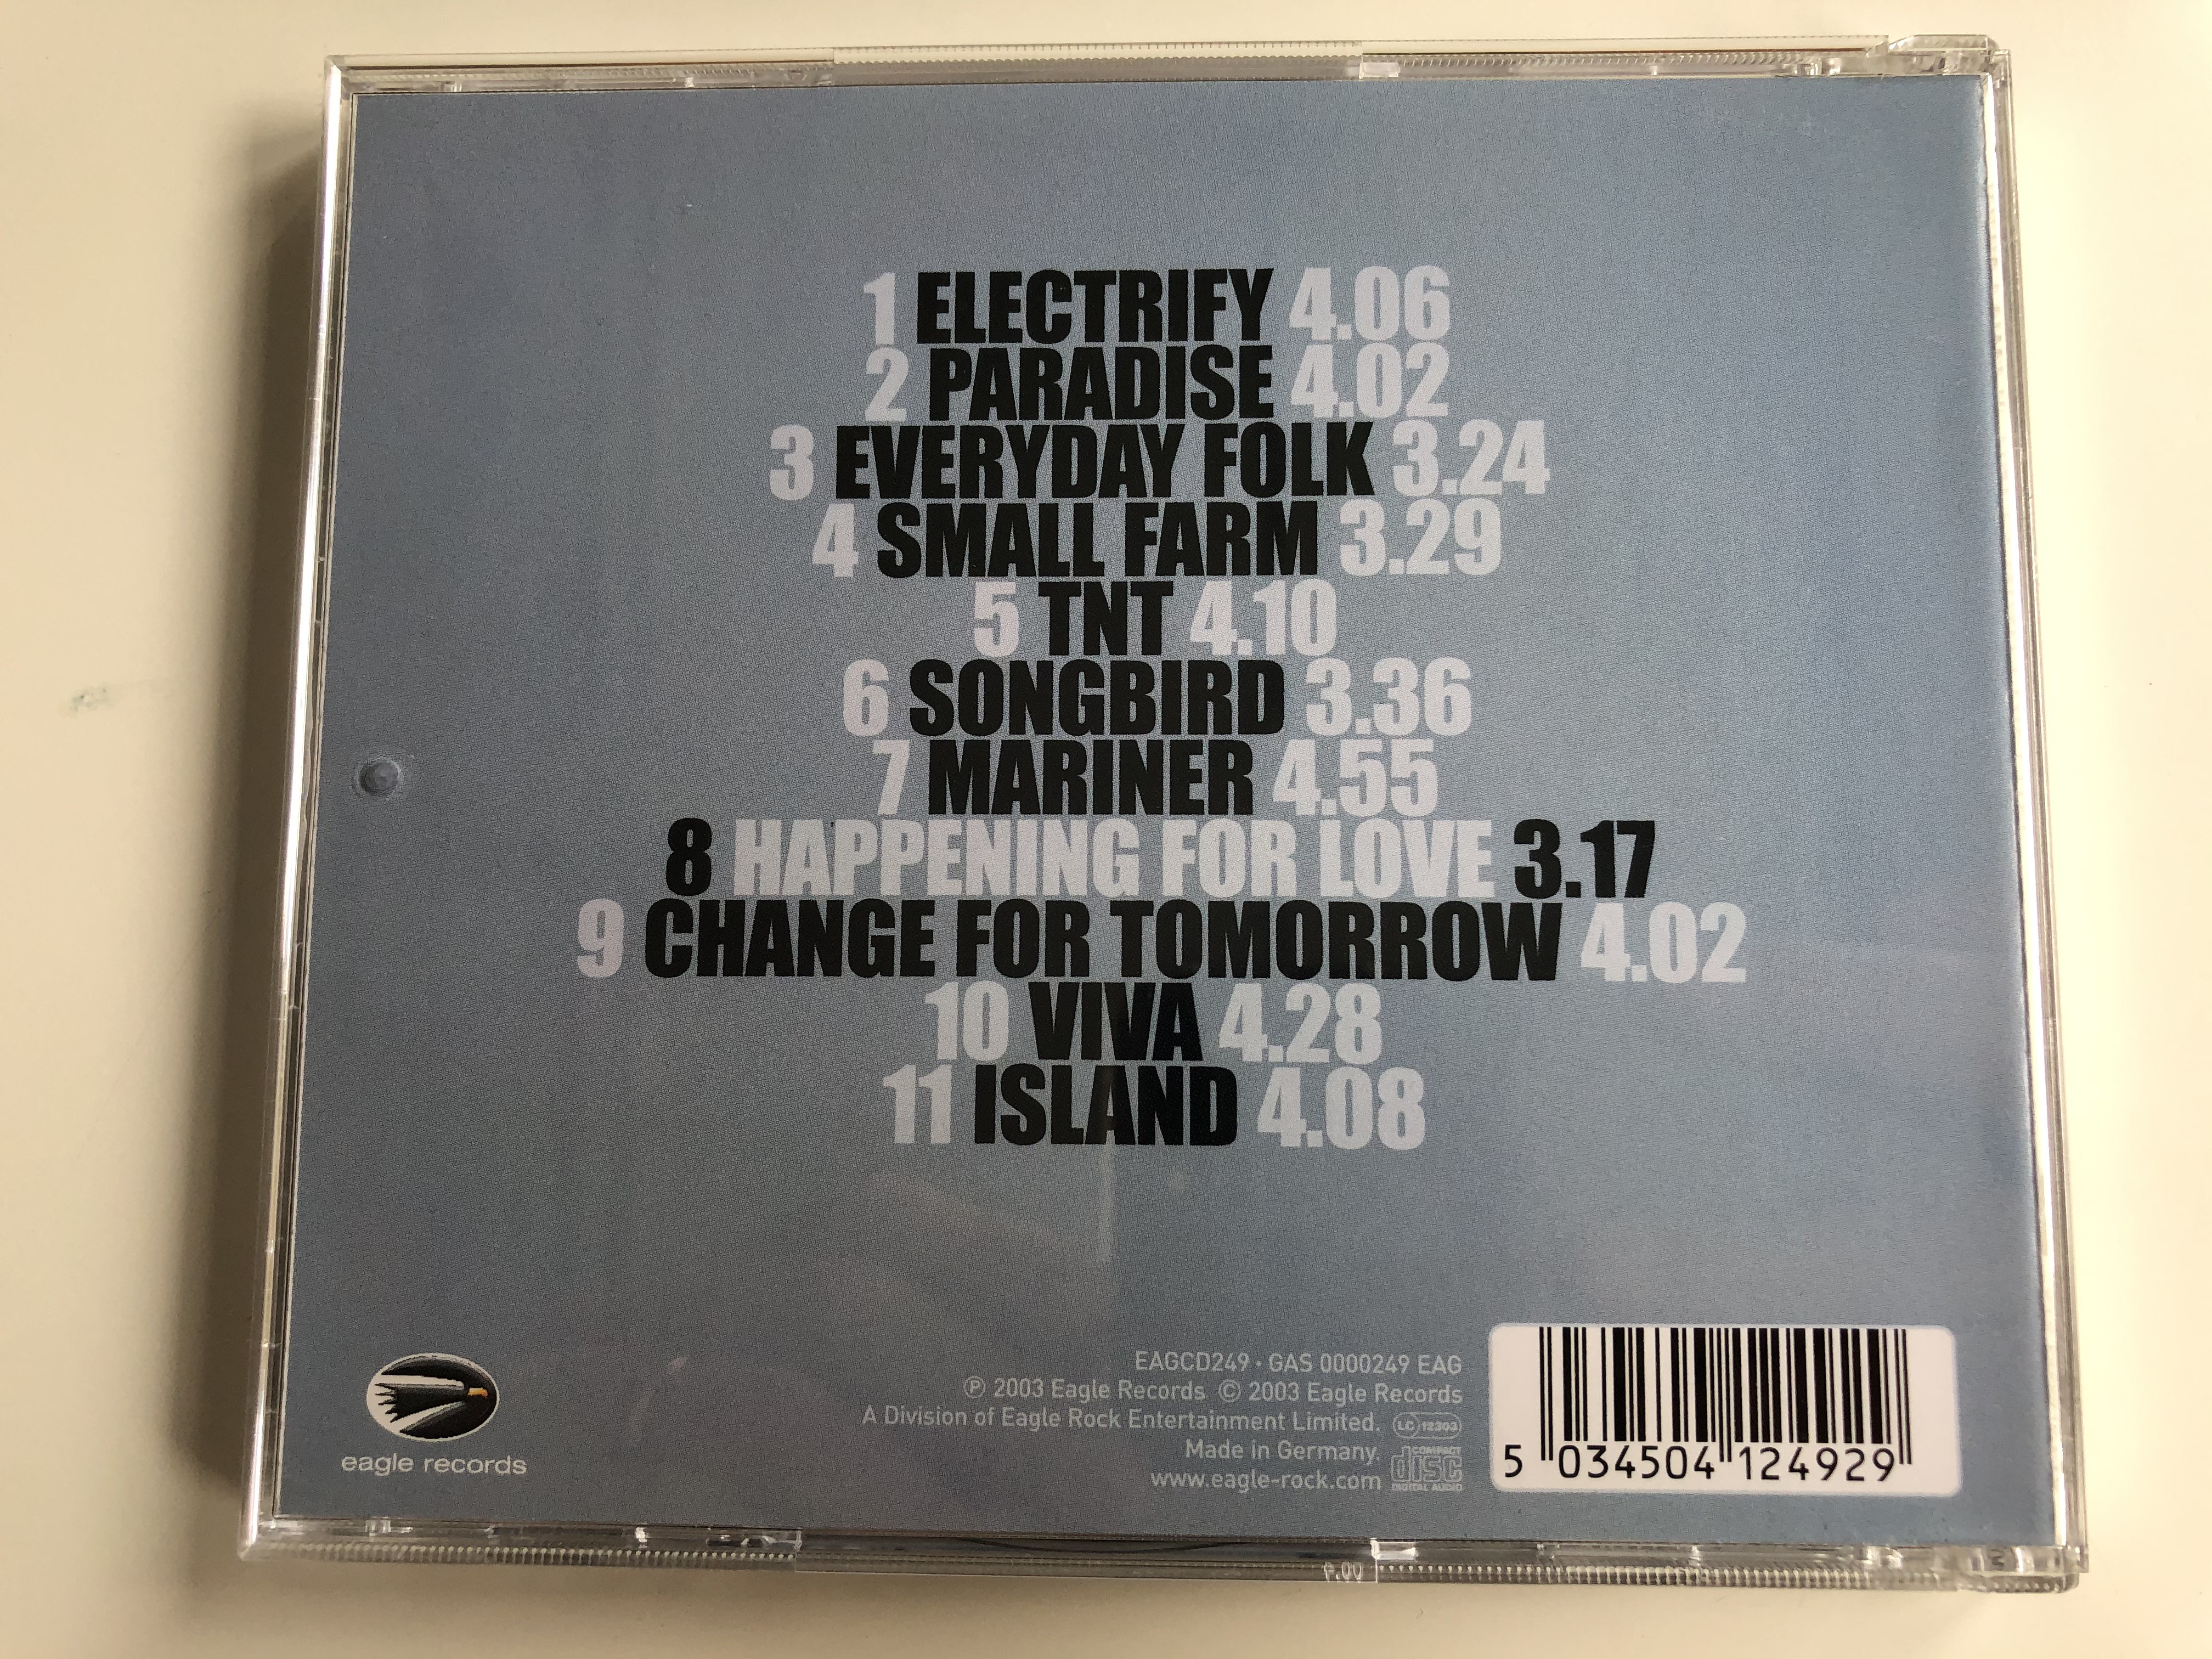 1 ELECTRIFY 4.06
2 PARADISE 4.02
3 EVERYDAY FOLK 3.24
4 SMALL FARM 3.29
5 TNT 4.10
6 SONGBIRD 3.36
7 MARINER 4.55
8 HAPPENING FOR LOVE 3.17
9 CHANGE FOR TOMORROW 4.02
10 VIVA 4.28
11 ISLAND 4.08
eagle records
EAGCD249 · GAS 0000249 EAG
℗ 2003 Eagle Records © 2003 Eagle Records
A Division of Eagle Rock Entertainment Limited. LC 12303
Made in Germany.
www.eagle-rock.com
COMPACT
disc
DIGITAL AUDIO
5 034504 124929